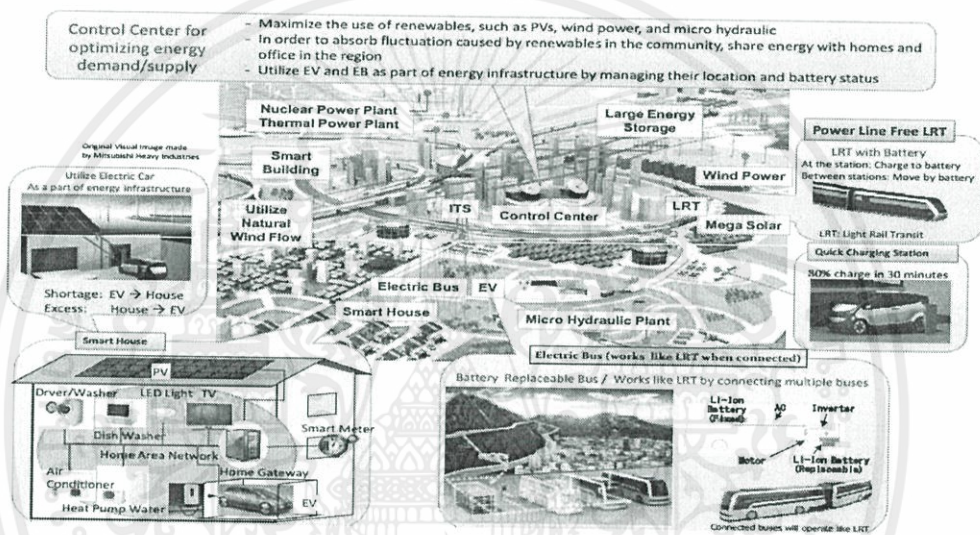 Control Center for
optimizing energy
demand/supply
- Maximize the use of renewables, such as PVs, wind power, and micro hydraulic
- In order to absorb fluctuation caused by renewables in the community, share energy with homes and
office in the region
- Utilize EV and EB as part of energy infrastructure by managing their location and battery status
Nuclear Power Plant
Thermal Power Plant
Large Energy
Storage
Original Visual Image made
by Mitsubishi Heavy Industries
Smart
Building
Wind Power
Utilize
Natural
Wind Flow
ITS
Control Center
LRT
Mega Solar
Electric Bus
EV
Smart House
Micro Hydraulic Plant
Power Line Free LRT
LRT with Battery
At the station: Charge to battery
Between stations: Move by battery
LRT: Light Rail Transit
Quick Charging Station
80% charge in 30 minutes
Utilize Electric Car
As a part of energy infrastructure
Shortage: EV → House
Excess: House → EV
Smart House
PV
Dryer/Washer
LED Light
TV
Dish Washer
Smart Meter
Home Area Network
Air
Conditioner
Home Gateway
Heat Pump Water
EV
Electric Bus (works like LRT when connected)
Battery Replaceable Bus / Works like LRT by connecting multiple buses
Li-Ion
Battery
(Fixed)
AC
Inverter
Motor
Li-Ion Battery
(Replaceable)
Connected buses will operate like LRT